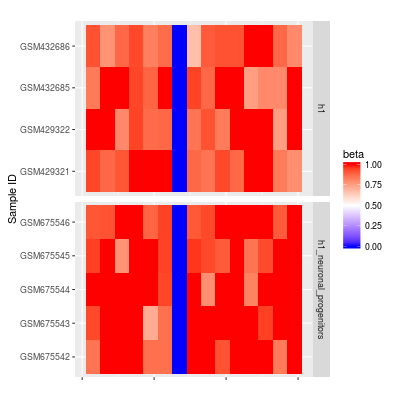 GSM432686
GSM432685
GSM429322
GSM429321
h1
GSM675546
GSM675545
GSM675544
GSM675543
GSM675542
h1_neuronal_progenitors
Sample ID
beta
1.00
0.75
0.50
0.25
0.00